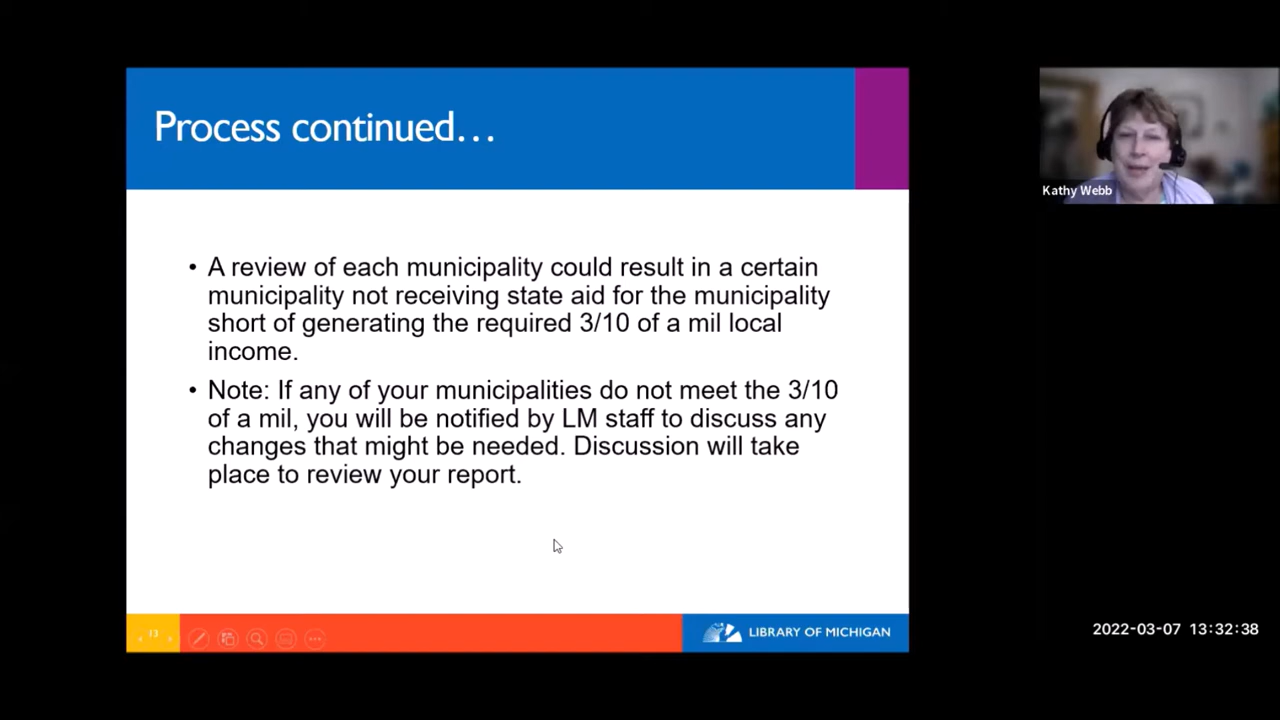 Process continued...
• A review of each municipality could result in a certain
municipality not receiving state aid for the municipality
short of generating the required 3/10 of a mil local
income.
• Note: If any of your municipalities do not meet the 3/10
of a mil, you will be notified by LM staff to discuss any
changes that might be needed. Discussion will take
place to review your report.
13
LIBRARY OF MICHIGAN
Kathy Webb
2022-03-07 13:32:38